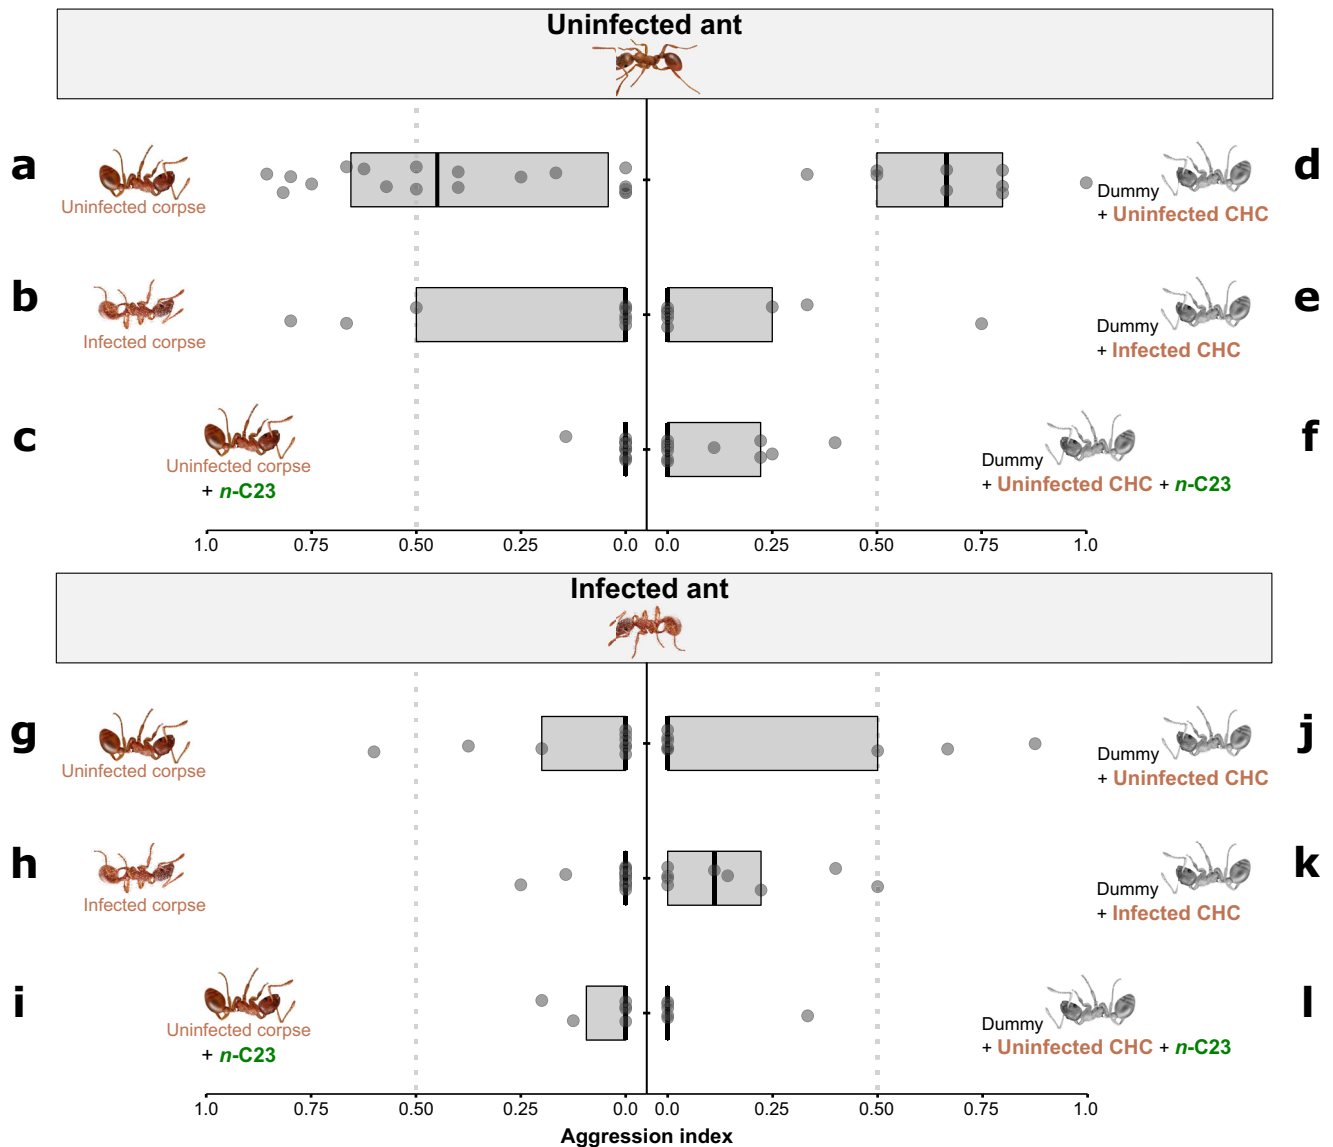 Uninfected ant
a
Uninfected corpse
d
Dummy
+ Uninfected CHC
b
Infected corpse
e
Dummy
+ Infected CHC
c
Uninfected corpse
+ n-C23
f
Dummy
+ Uninfected CHC + n-C23
1.0 0.75 0.50 0.25 0.0 0.0 0.25 0.50 0.75 1.0
Infected ant
g
Uninfected corpse
j
Dummy
+ Uninfected CHC
h
Infected corpse
k
Dummy
+ Infected CHC
i
Uninfected corpse
+ n-C23
l
Dummy
+ Uninfected CHC + n-C23
1.0 0.75 0.50 0.25 0.0 0.0 0.25 0.50 0.75 1.0
Aggression index